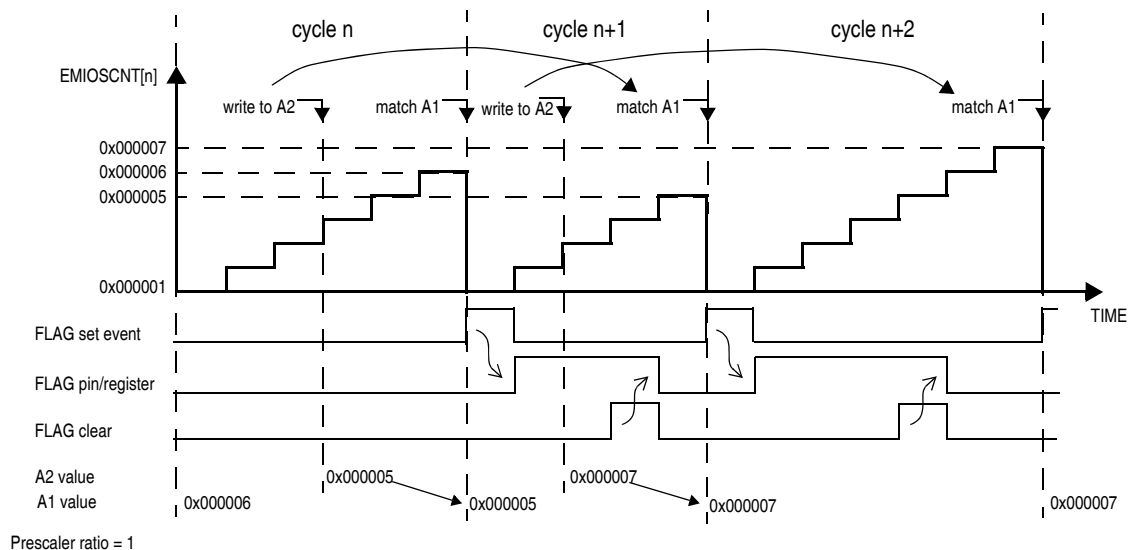 cycle n cycle n+1 cycle n+2
EMIOSCNT[n]
write to A2 match A1 write to A2 match A1 match A1
0x000007
0x000006
0x000005
0x000001
TIME
FLAG set event
FLAG pin/register
FLAG clear
A2 value 0x000005 0x000007
A1 value 0x000006 0x000005 0x000007 0x000007
Prescaler ratio = 1